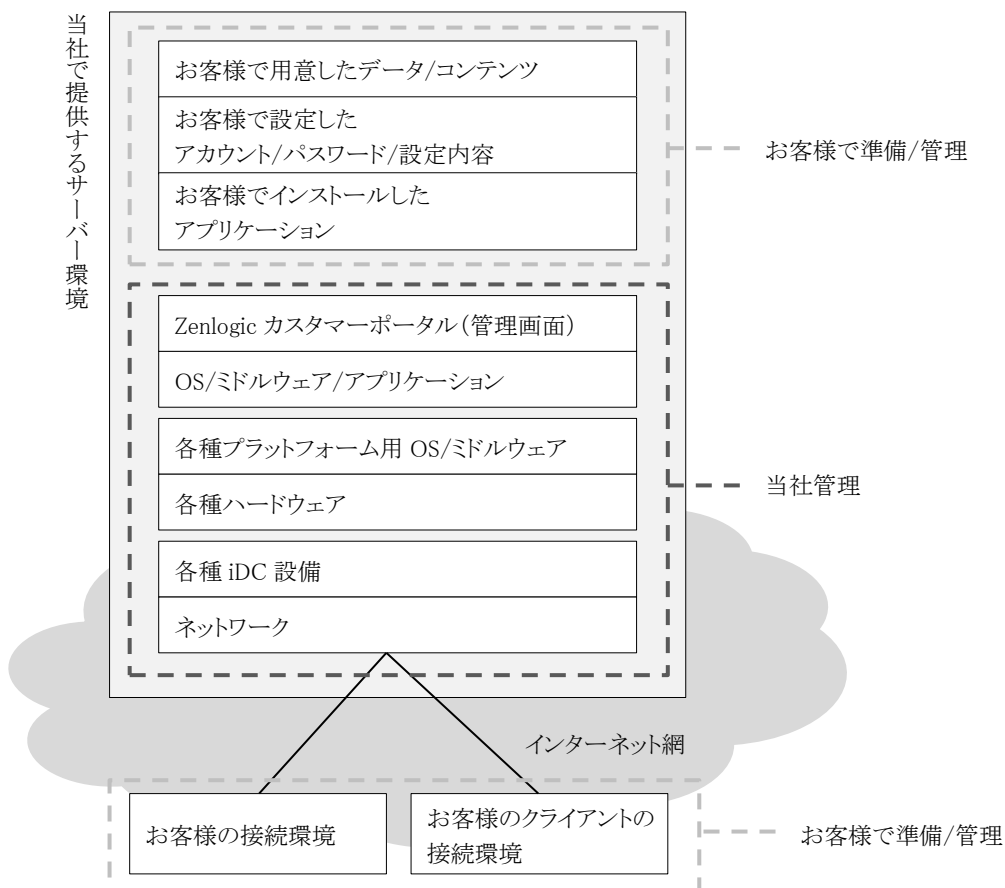 当社で提供するサーバー環境
お客様で用意したデータ/コンテンツ
お客様で設定した
アカウント/パスワード/設定内容
お客様でインストールした
アプリケーション
お客様で準備/管理
Zenlogic カスタマーポータル（管理画面）
OS/ミドルウェア/アプリケーション
各種プラットフォーム用 OS/ミドルウェア
各種ハードウェア
当社管理
各種 iDC 設備
ネットワーク
インターネット網
お客様の接続環境
お客様のクライアントの
接続環境
お客様で準備/管理